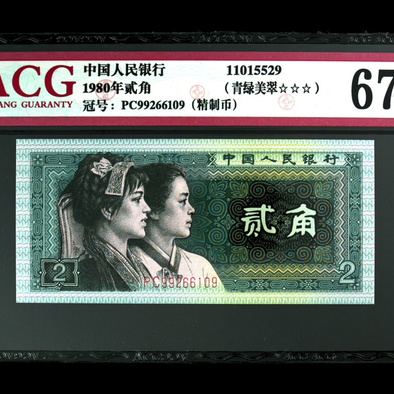 ACG
ANG GUARANTY
中国人民银行
1980年贰角
冠号：PC99266109（精制币）
11015529
（青绿美翠☆☆☆）
67
中国人民银行
贰角
2
PC99266109
2